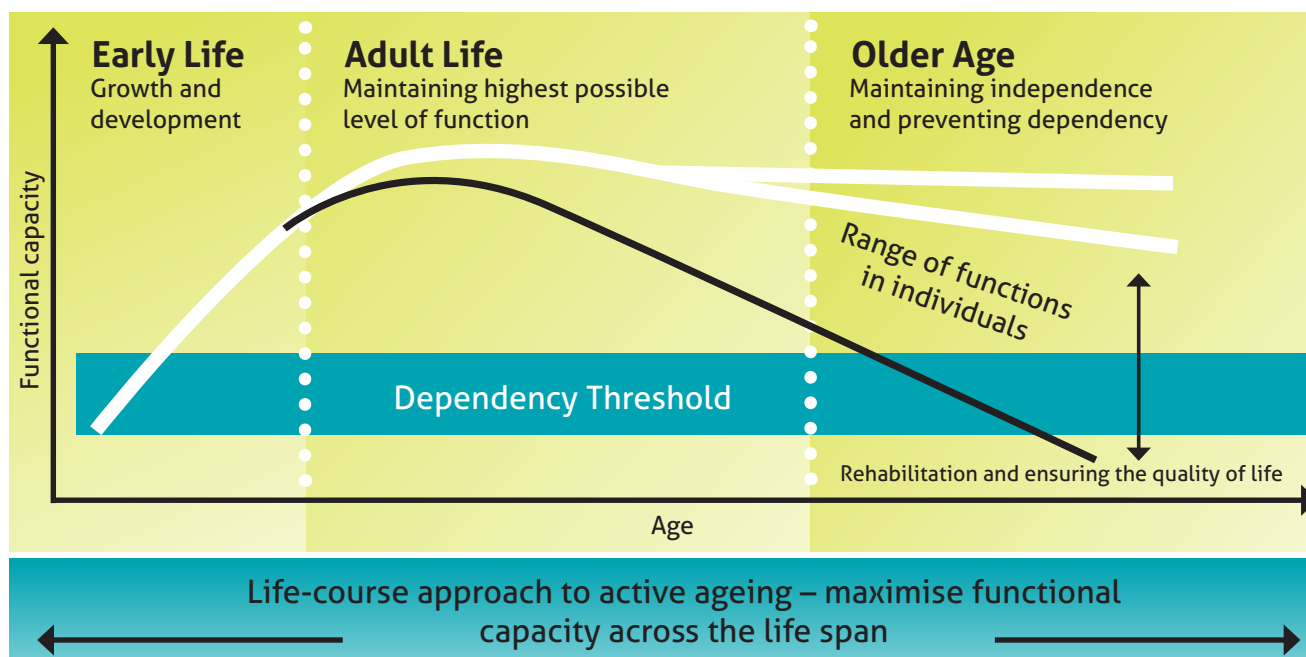 Early Life
Growth and
development
Adult Life
Maintaining highest possible
level of function
Older Age
Maintaining independence
and preventing dependency
Functional capacity
Range of functions
in individuals
Dependency Threshold
Rehabilitation and ensuring the quality of life
Age
Life-course approach to active ageing – maximise functional
capacity across the life span